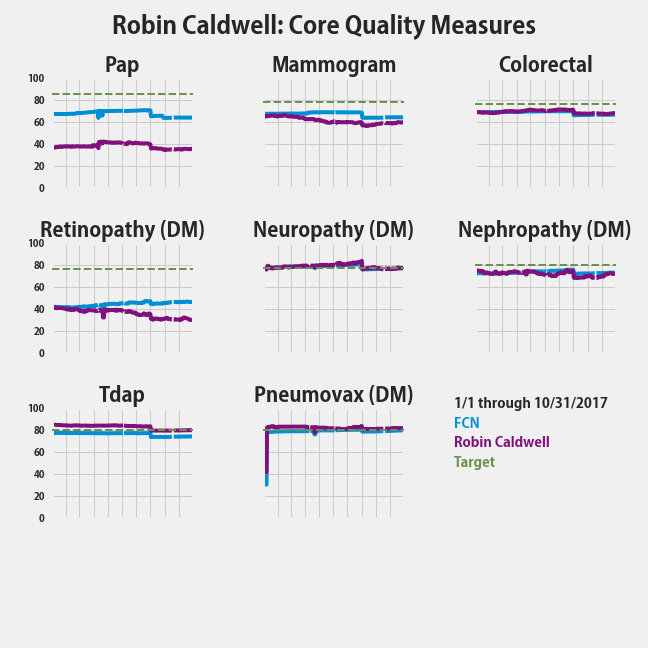 Robin Caldwell: Core Quality Measures
Pap
Mammogram
Colorectal
100
80
60
40
20
0
Retinopathy (DM)
Neuropathy (DM)
Nephropathy (DM)
100
80
60
40
20
0
Tdap
Pneumovax (DM)
100
80
60
40
20
0
1/1 through 10/31/2017
FCN
Robin Caldwell
Target